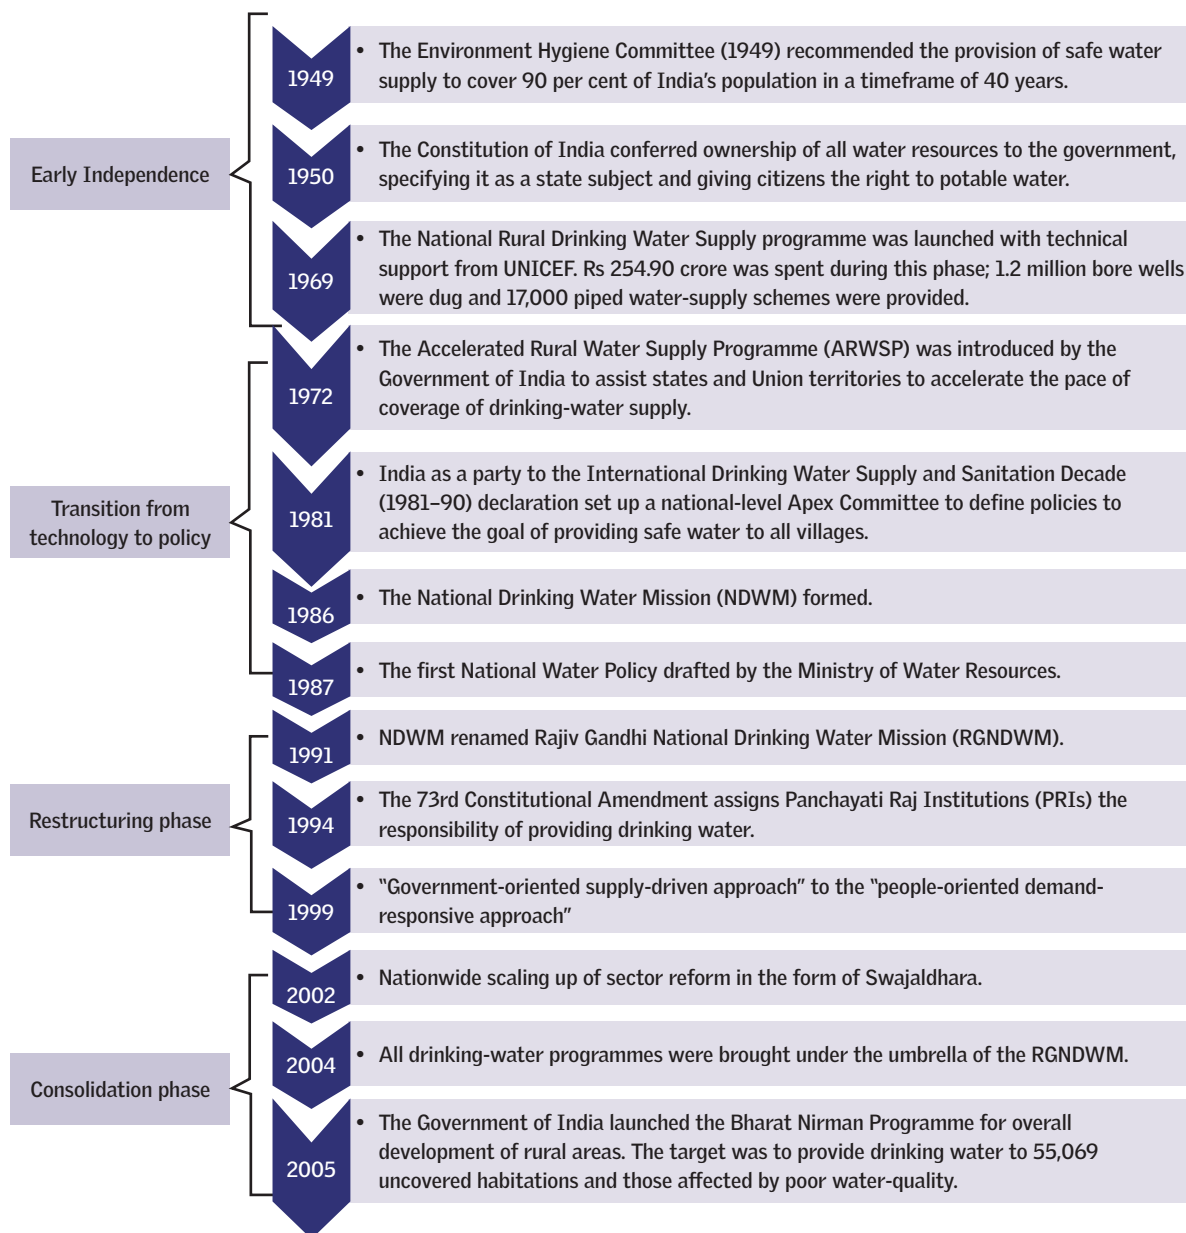 Early Independence
1949
• The Environment Hygiene Committee (1949) recommended the provision of safe water
supply to cover 90 per cent of India's population in a timeframe of 40 years.
1950
• The Constitution of India conferred ownership of all water resources to the government,
specifying it as a state subject and giving citizens the right to potable water.
1969
• The National Rural Drinking Water Supply programme was launched with technical
support from UNICEF. Rs 254.90 crore was spent during this phase; 1.2 million bore wells
were dug and 17,000 piped water-supply schemes were provided.
Transition from
technology to policy
1972
• The Accelerated Rural Water Supply Programme (ARWSP) was introduced by the
Government of India to assist states and Union territories to accelerate the pace of
coverage of drinking-water supply.
1981
• India as a party to the International Drinking Water Supply and Sanitation Decade
(1981–90) declaration set up a national-level Apex Committee to define policies to
achieve the goal of providing safe water to all villages.
1986
• The National Drinking Water Mission (NDWM) formed.
1987
• The first National Water Policy drafted by the Ministry of Water Resources.
Restructuring phase
1991
• NDWM renamed Rajiv Gandhi National Drinking Water Mission (RGNDWM).
1994
• The 73rd Constitutional Amendment assigns Panchayati Raj Institutions (PRIs) the
responsibility of providing drinking water.
1999
• "Government-oriented supply-driven approach" to the "people-oriented demand-
responsive approach"
Consolidation phase
2002
• Nationwide scaling up of sector reform in the form of Swajaldhara.
2004
• All drinking-water programmes were brought under the umbrella of the RGNDWM.
2005
• The Government of India launched the Bharat Nirman Programme for overall
development of rural areas. The target was to provide drinking water to 55,069
uncovered habitations and those affected by poor water-quality.